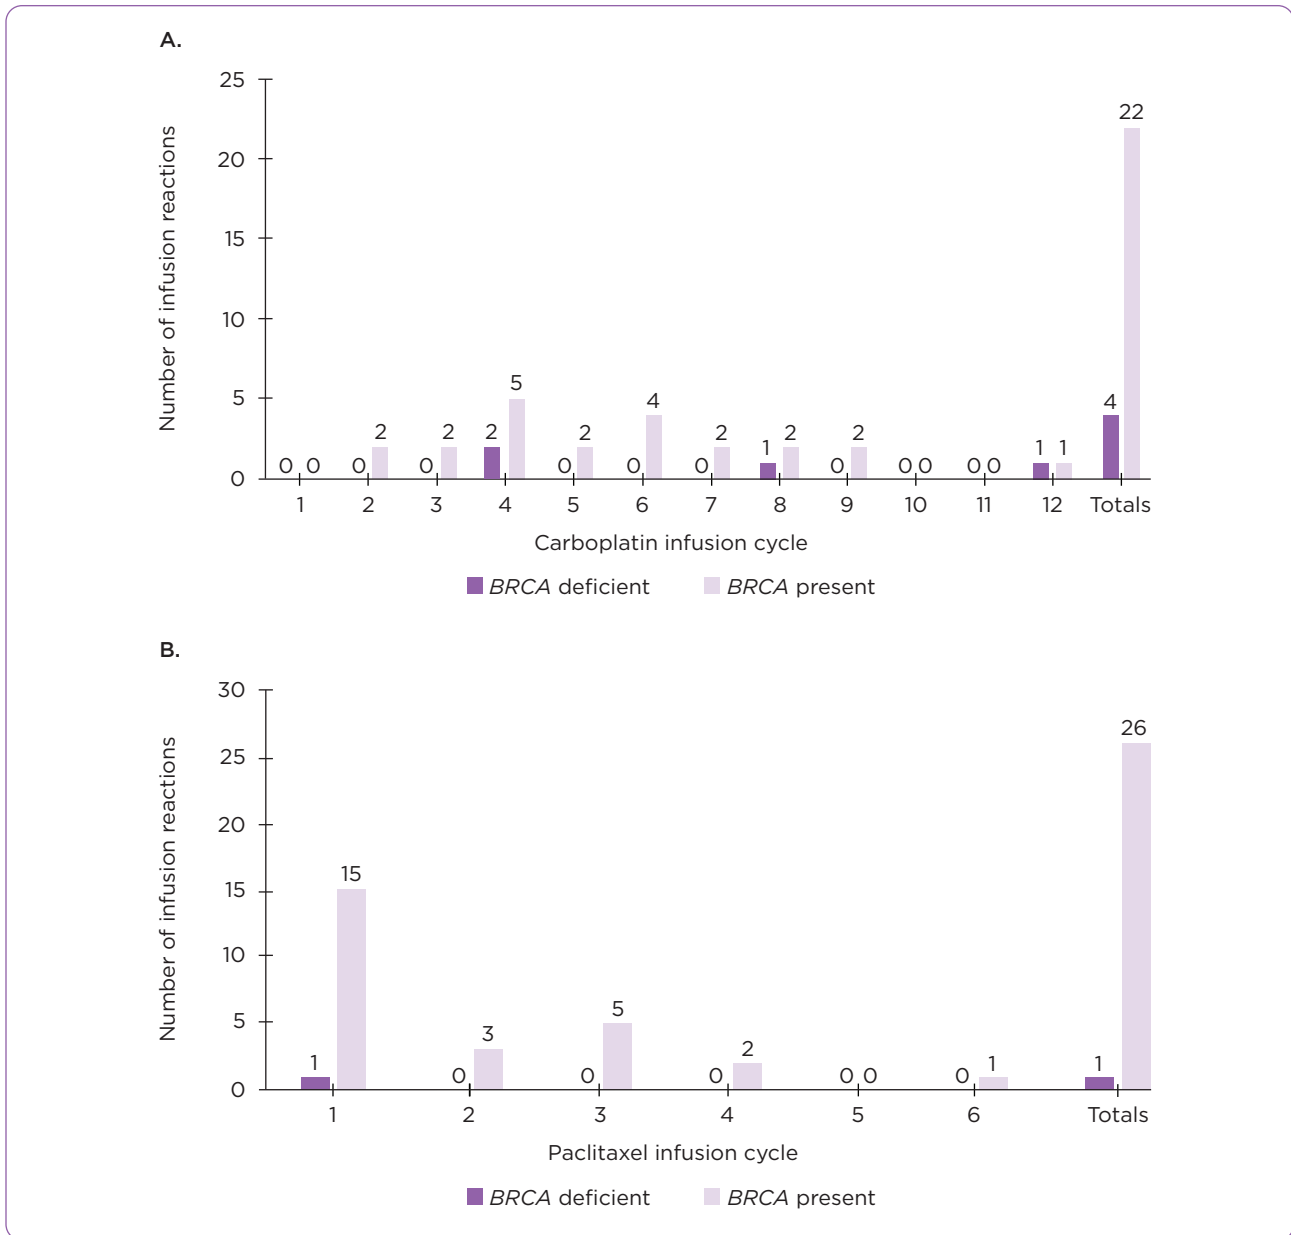 A.
Number of infusion reactions
25
20
15
10
5
0
0 0 0 2 0 2 2 5 0 2 0 4 0 2 1 2 0 2 0 0 0 0 1 1 4 22
1 2 3 4 5 6 7 8 9 10 11 12 Totals
Carboplatin infusion cycle
BRCA deficient BRCA present
B.
Number of infusion reactions
30
25
20
15
10
5
0
1 15 0 3 0 5 0 2 0 0 0 1 1 26
1 2 3 4 5 6 Totals
Paclitaxel infusion cycle
BRCA deficient BRCA present